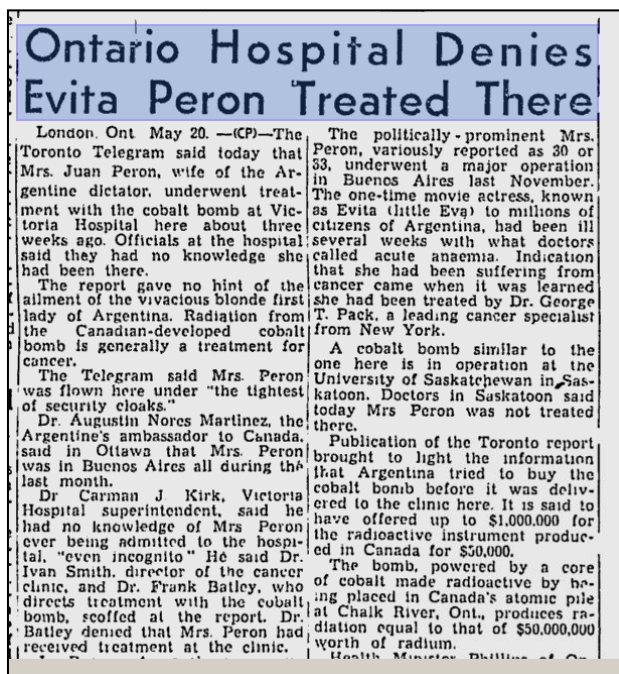 Ontario Hospital Denies
Evita Peron Treated There
London, Ont May 20. —(CP)—The
Toronto Telegram said today that
Mrs. Juan Peron, wife of the Ar-
gentine dictator, underwent treat-
ment with the cobalt bomb at Vic-
toria Hospital here about three
weeks ago. Officials at the hospital
said they had no knowledge she
had been there.
The report gave no hint of the
ailment of the vivacious blonde first
lady of Argentina. Radiation from
the Canadian-developed cobalt
bomb is generally a treatment for
cancer.
The Telegram said Mrs. Peron
was flown here under "the tightest
of security cloaks."
Dr. Augustin Nores Martinez, the
Argentine's ambassador to Canada,
said in Ottawa that Mrs. Peron
was in Buenos Aires all during the
last month.
Dr Carman J. Kirk, Victoria
Hospital superintendent, said he
had no knowledge of Mrs Peron
ever being admitted to the hospi-
tal, "even incognito" He said Dr.
Ivan Smith, director of the cancer
clinic, and Dr. Frank Batley, who
directs treatment with the cobalt
bomb, scoffed at the report. Dr.
Batley denied that Mrs. Peron had
received treatment at the clinic.
The politically-prominent Mrs.
Peron, variously reported as 30 or
33, underwent a major operation
in Buenos Aires last November.
The one-time movie actress, known
as Evita (little Eva) to millions of
citizens of Argentina, had been ill
several weeks with what doctors
called acute anaemia. Indication
that she had been suffering from
cancer came when it was learned
she had been treated by Dr. George
T. Pack, a leading cancer specialist
from New York.
A cobalt bomb similar to the
one here is in operation at the
University of Saskatchewan in Sas-
katoon. Doctors in Saskatoon said
today Mrs Peron was not treated
there.
Publication of the Toronto report
brought to light the information
that Argentina tried to buy the
cobalt bomb before it was deliv-
ered to the clinic here. It is said to
have offered up to $1,000,000 for
the radioactive instrument produc-
ed in Canada for $50,000.
The bomb, powered by a core
of cobalt made radioactive by be-
ing placed in Canada's atomic pile
at Chalk River, Ont., produces ra-
diation equal to that of $50,000,000
worth of radium.